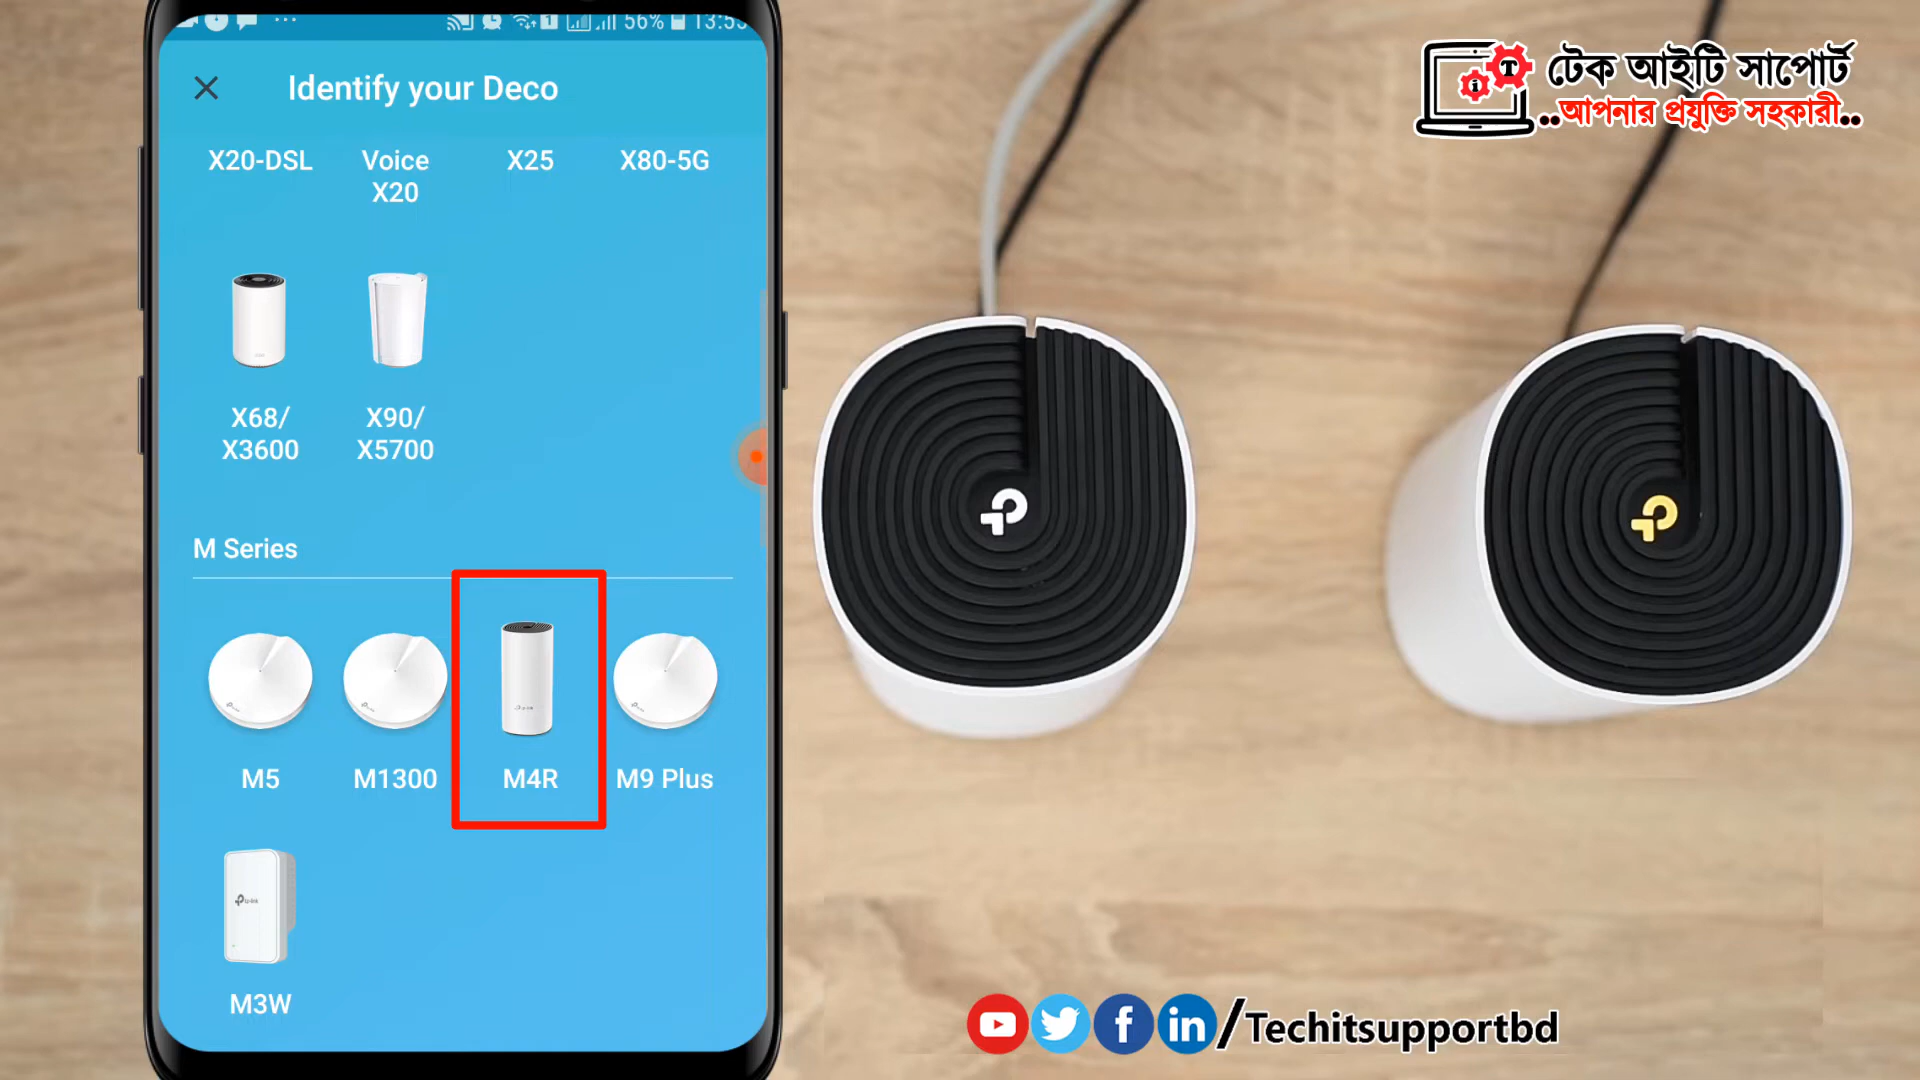 56% 13:53
Identify your Deco
X20-DSL
Voice X20
X25
X80-5G
X68/
X3600
X90/
X5700
M Series
M5
M1300
M4R
M9 Plus
M3W
টেক আইটি সাপোর্ট
..আপনার প্রযুক্তি সহকারী..
/Techitsupportbd